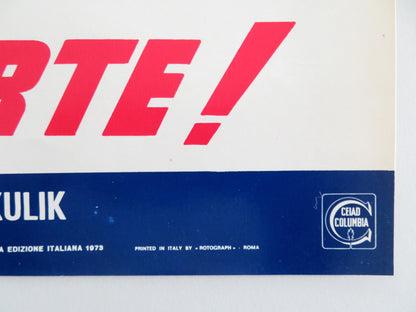 RTE!
KULIK
A EDIZIONE ITALIANA 1973
PRINTED IN ITALY BY « ROTOGRAPH » - ROMA
CEIAD
COLUMBIA